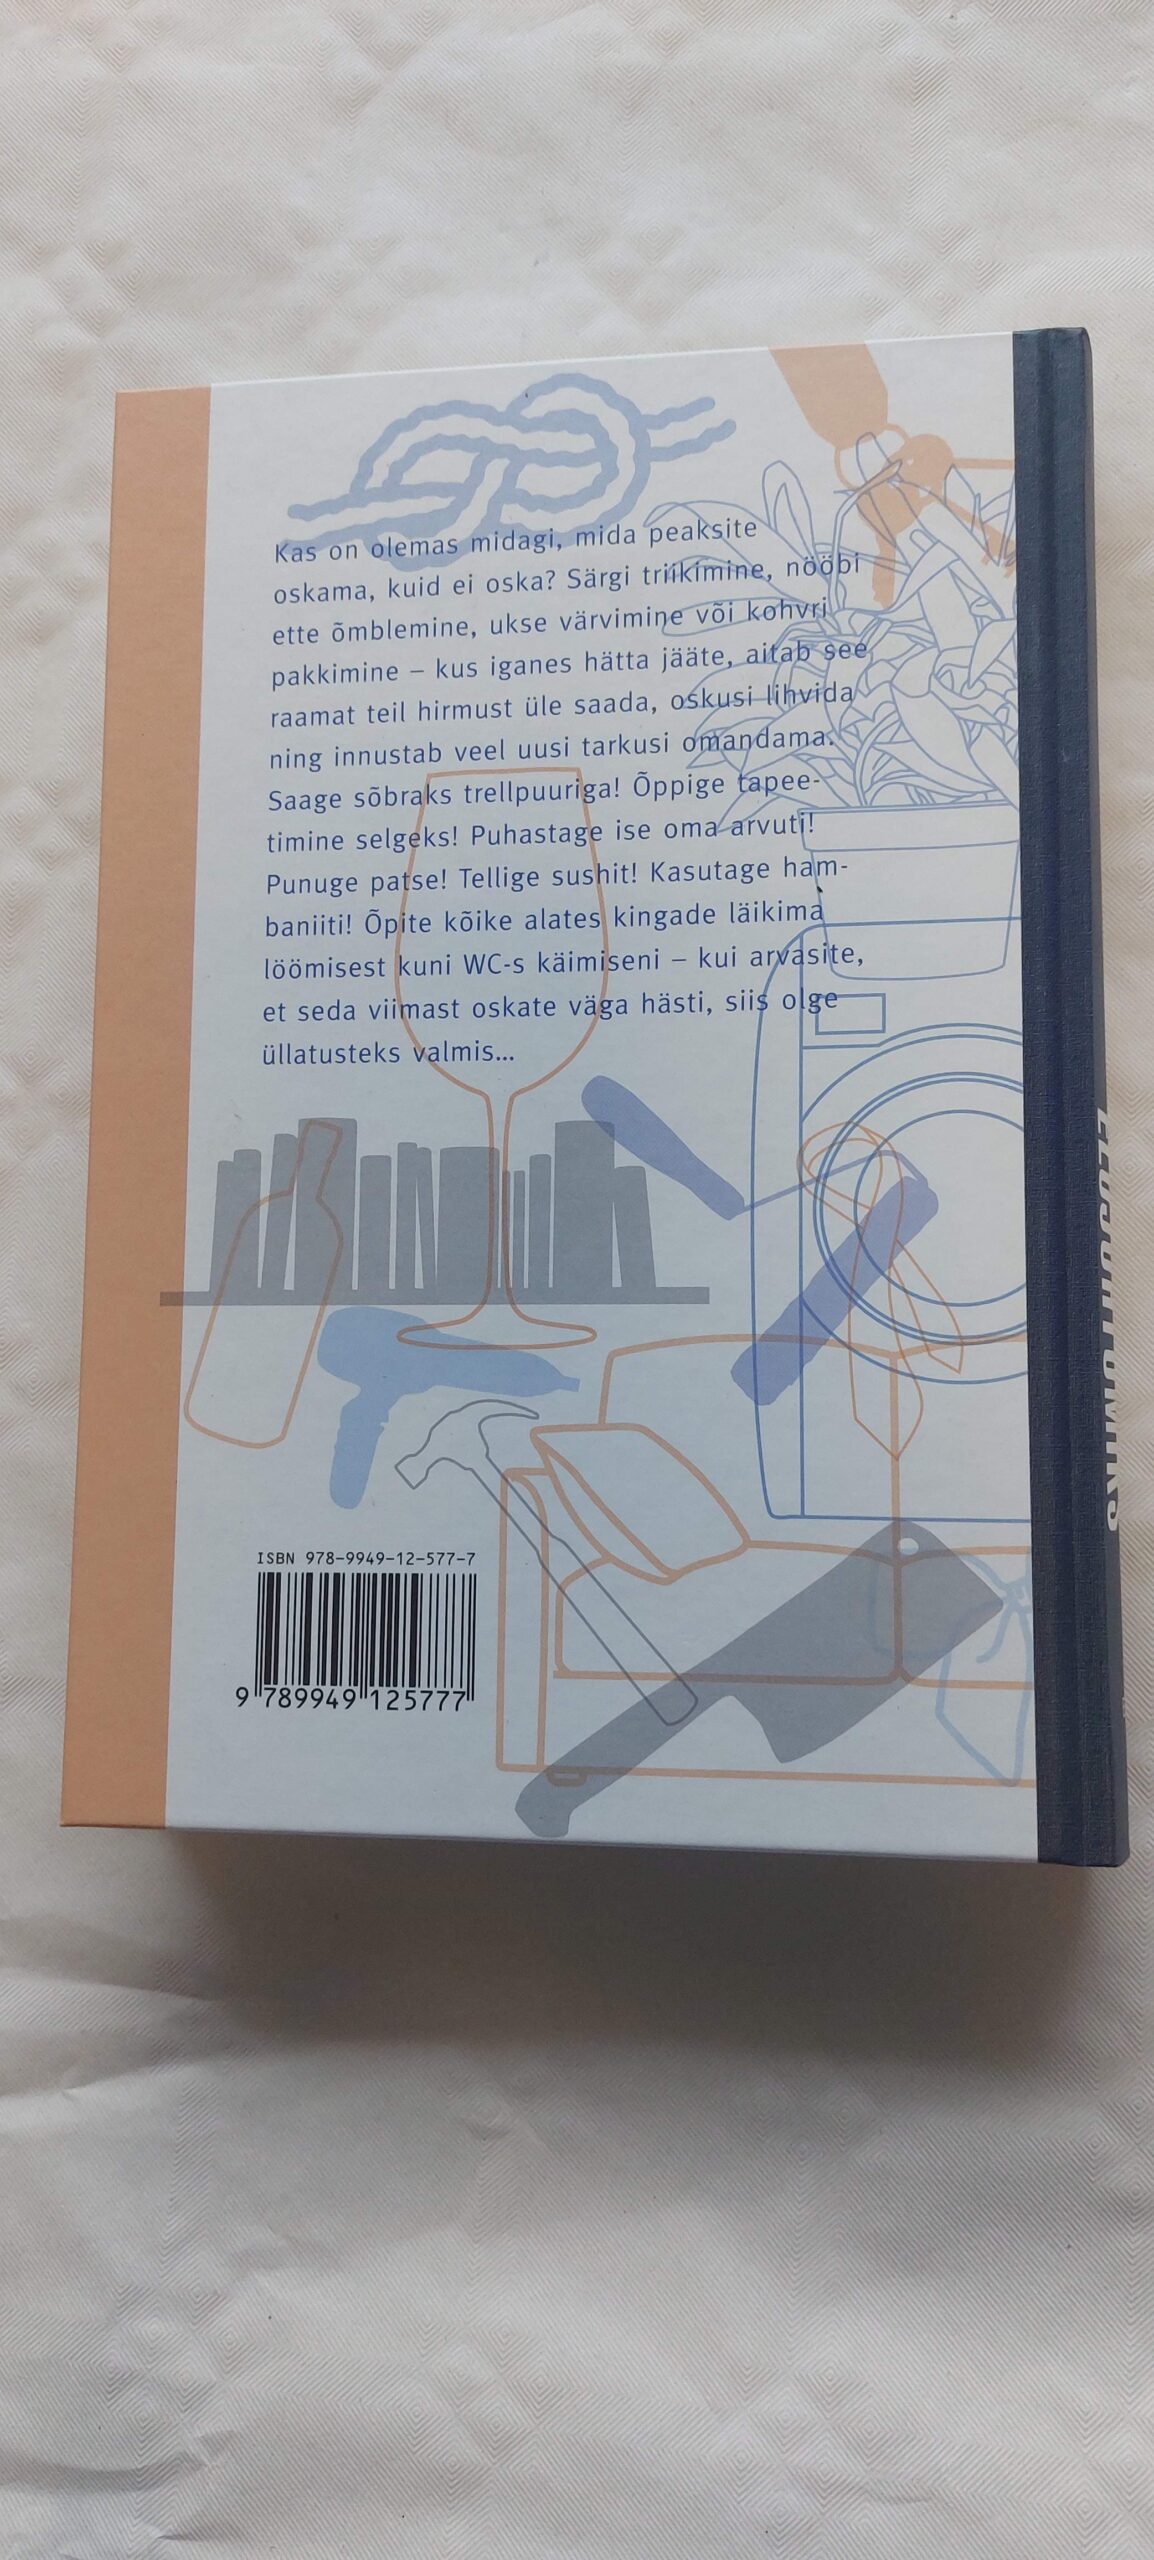 Kas on olemas midagi, mida peaksite
oskama, kuid ei oska? Särgi triikimine, nööbi
ette õmblemine, ukse värvimine või kohvri
pakkimine – kus iganes hätta jääte, aitab see
raamat teil hirmust üle saada, oskusi lihvida
ning innustab veel uusi tarkusi omandama.
Saage sõbraks trellpuuriga! Õppige tapee-
timine selgeks! Puhastage ise oma arvuti!
Punuge patse! Tellige sushit! Kasutage ham-
baniiti! Õpite kõike alates kingade läikima
löömisest kuni WC-s käimiseni – kui arvasite,
et seda viimast oskate väga hästi, siis olge
üllatusteks valmis...
ISBN 978-9949-12-577-7
9 789949 125777